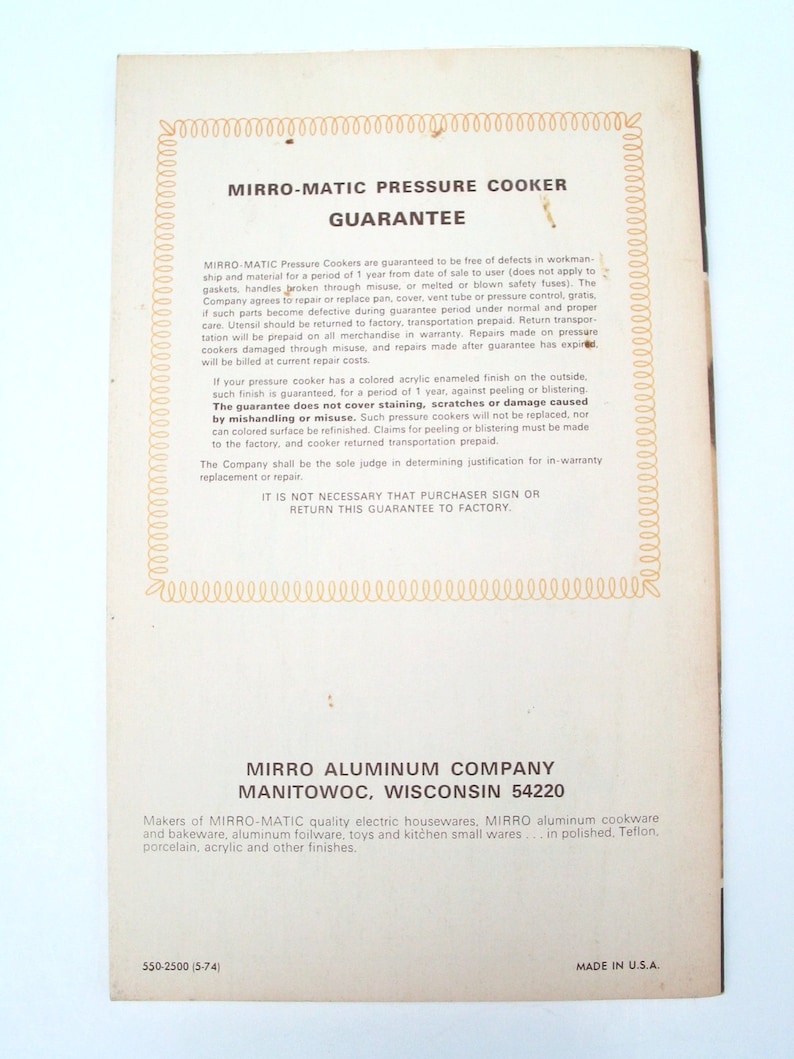 MIRRO-MATIC PRESSURE COOKER
GUARANTEE
MIRRO-MATIC Pressure Cookers are guaranteed to be free of defects in workman-
ship and material for a period of 1 year from date of sale to user (does not apply to
gaskets, handles broken through misuse, or melted or blown safety fuses). The
Company agrees to repair or replace pan, cover, vent tube or pressure control, gratis,
if such parts become defective during guarantee period under normal and proper
care. Utensil should be returned to factory, transportation prepaid. Return transpor-
tation will be prepaid on all merchandise in warranty. Repairs made on pressure
cookers damaged through misuse, and repairs made after guarantee has expired,
will be billed at current repair costs.
If your pressure cooker has a colored acrylic enameled finish on the outside,
such finish is guaranteed, for a period of 1 year, against peeling or blistering.
The guarantee does not cover staining, scratches or damage caused
by mishandling or misuse. Such pressure cookers will not be replaced, nor
can colored surface be refinished. Claims for peeling or blistering must be made
to the factory, and cooker returned transportation prepaid.
The Company shall be the sole judge in determining justification for in-warranty
replacement or repair.
IT IS NOT NECESSARY THAT PURCHASER SIGN OR
RETURN THIS GUARANTEE TO FACTORY.
MIRRO ALUMINUM COMPANY
MANITOWOC, WISCONSIN 54220
Makers of MIRRO-MATIC quality electric housewares, MIRRO aluminum cookware
and bakeware, aluminum foilware, toys and kitchen small wares . . . in polished, Teflon,
porcelain, acrylic and other finishes.
550-2500 (5-74)
MADE IN U.S.A.